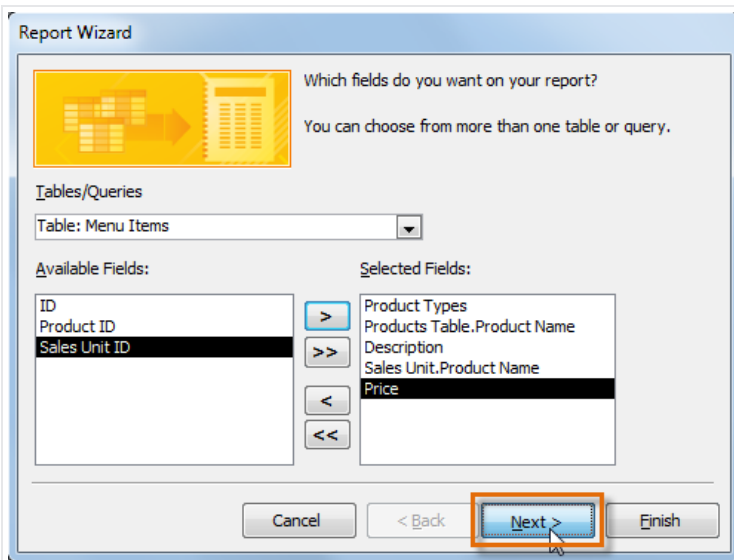 Report Wizard
Which fields do you want on your report?
You can choose from more than one table or query.
Tables/Queries
Table: Menu Items
Available Fields:
Selected Fields:
ID
Product ID
Sales Unit ID
>
>>
<
<<
Product Types
Products Table.Product Name
Description
Sales Unit.Product Name
Price
Cancel
< Back
Next >
Finish